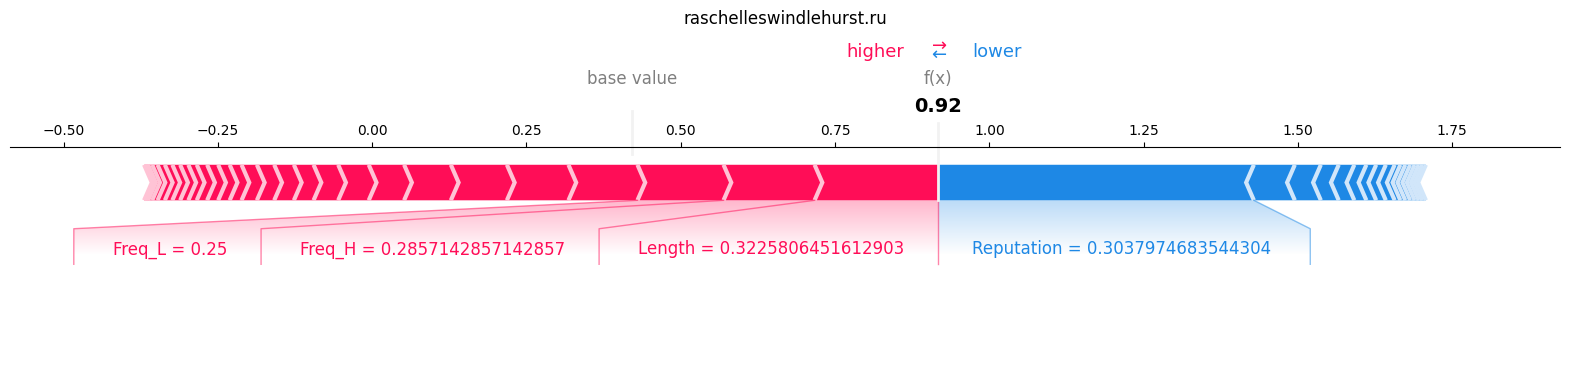 raschelleswindlehurst.ru
higher ⇄ lower
base value f(x)
0.92
−0.50 −0.25 0.00 0.25 0.50 0.75 1.00 1.25 1.50 1.75
Freq_L = 0.25 Freq_H = 0.2857142857142857 Length = 0.3225806451612903 Reputation = 0.3037974683544304